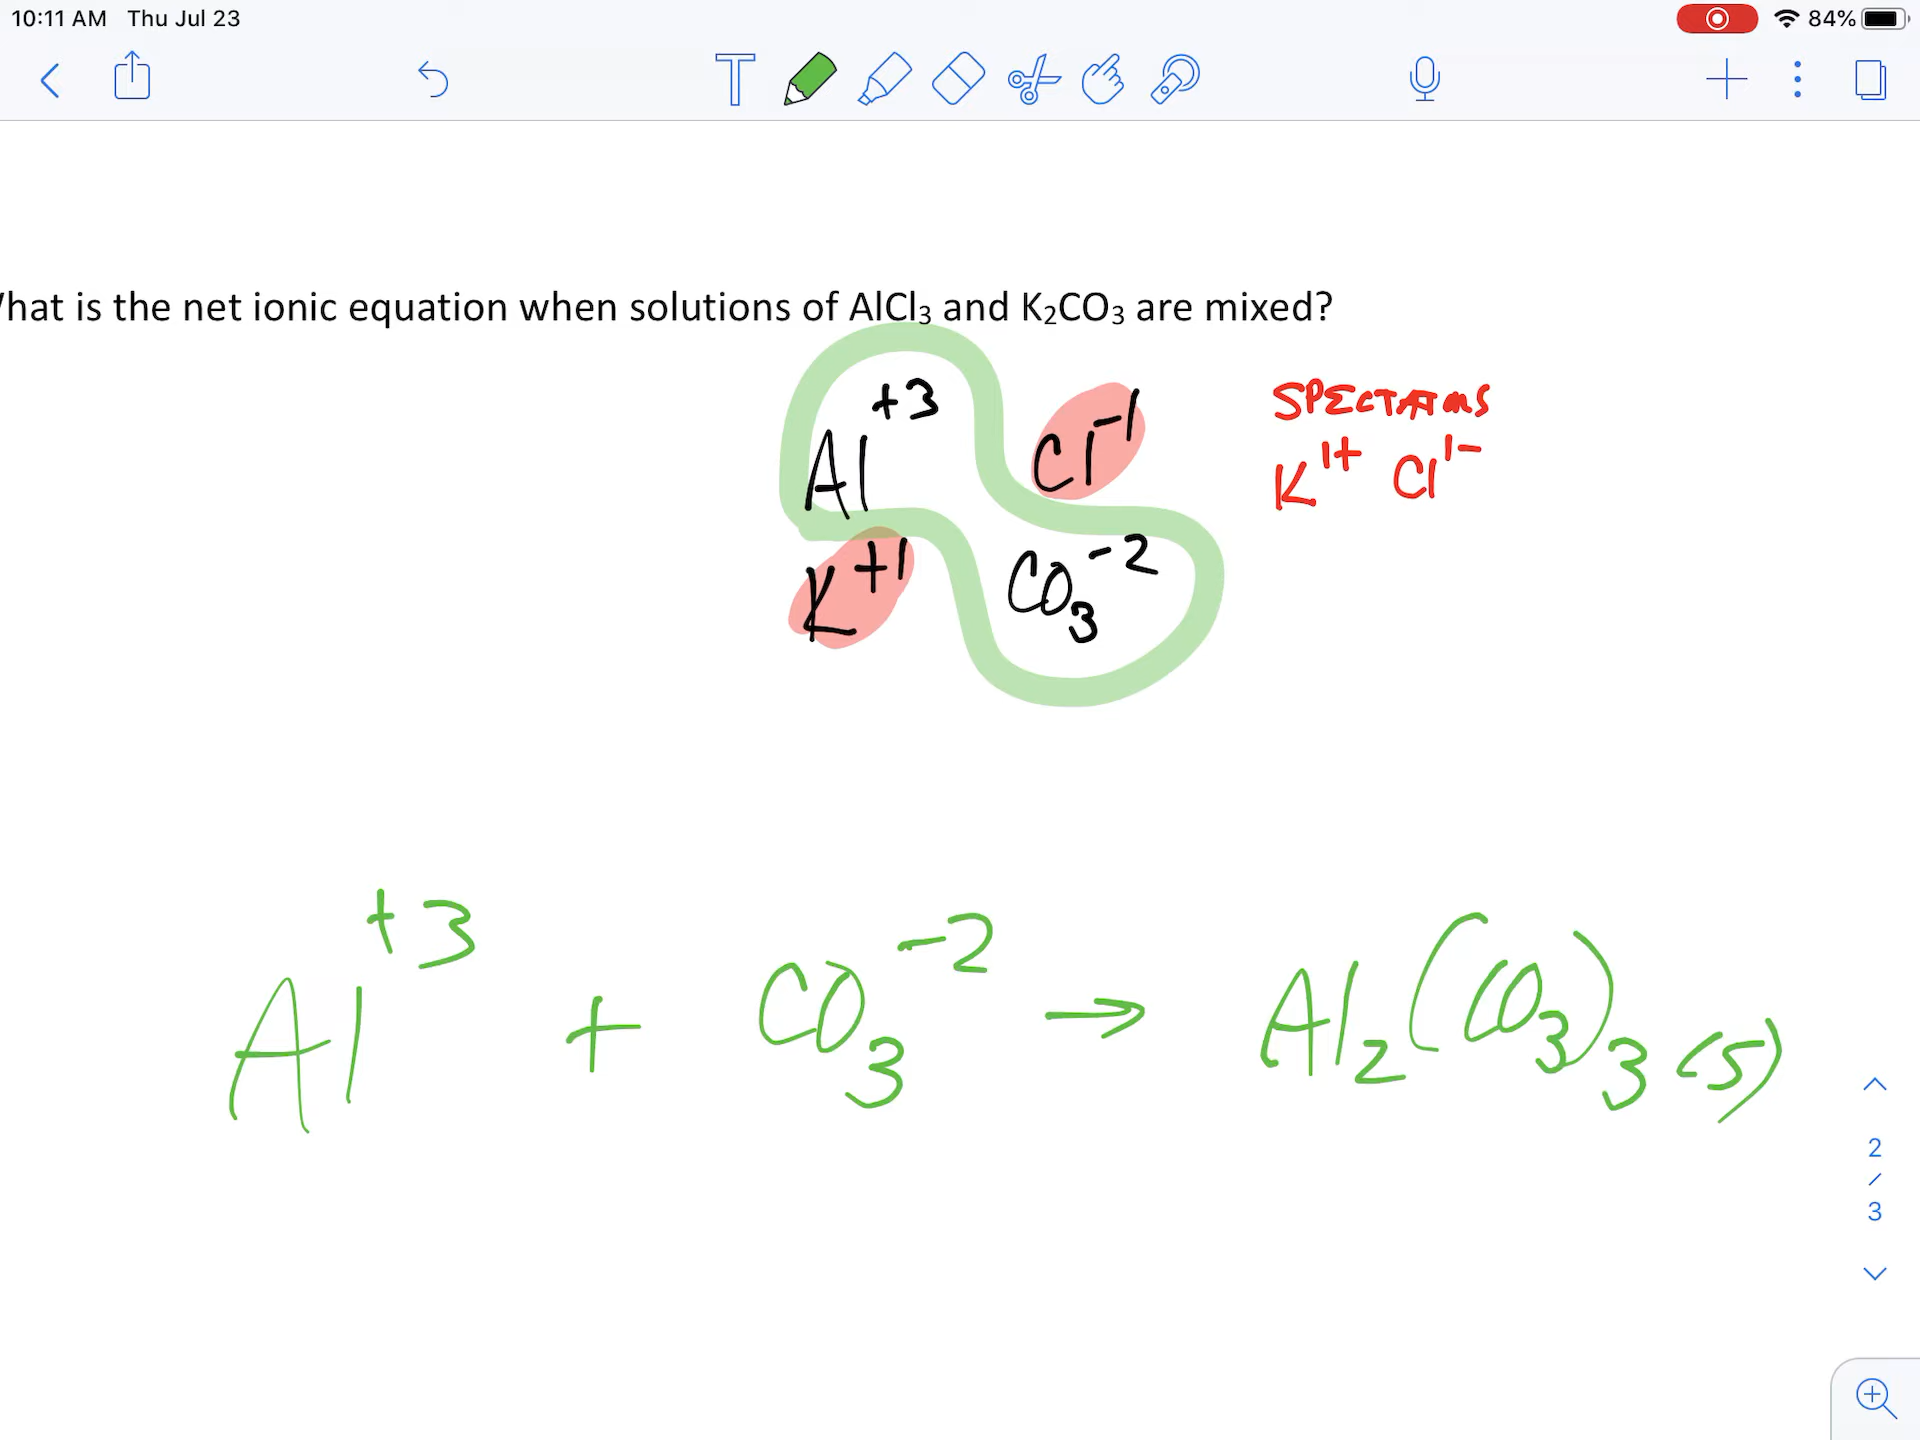 10:11 AM Thu Jul 23 84%
T
hat is the net ionic equation when solutions of AlCl₃ and K₂CO₃ are mixed?
Al⁺³ Cl⁻¹
K⁺¹ CO₃⁻²
SPECTATORS
K¹⁺ Cl¹⁻
Al⁺³ + CO₃⁻² → Al₂(CO₃)₃(s)
2
/
3